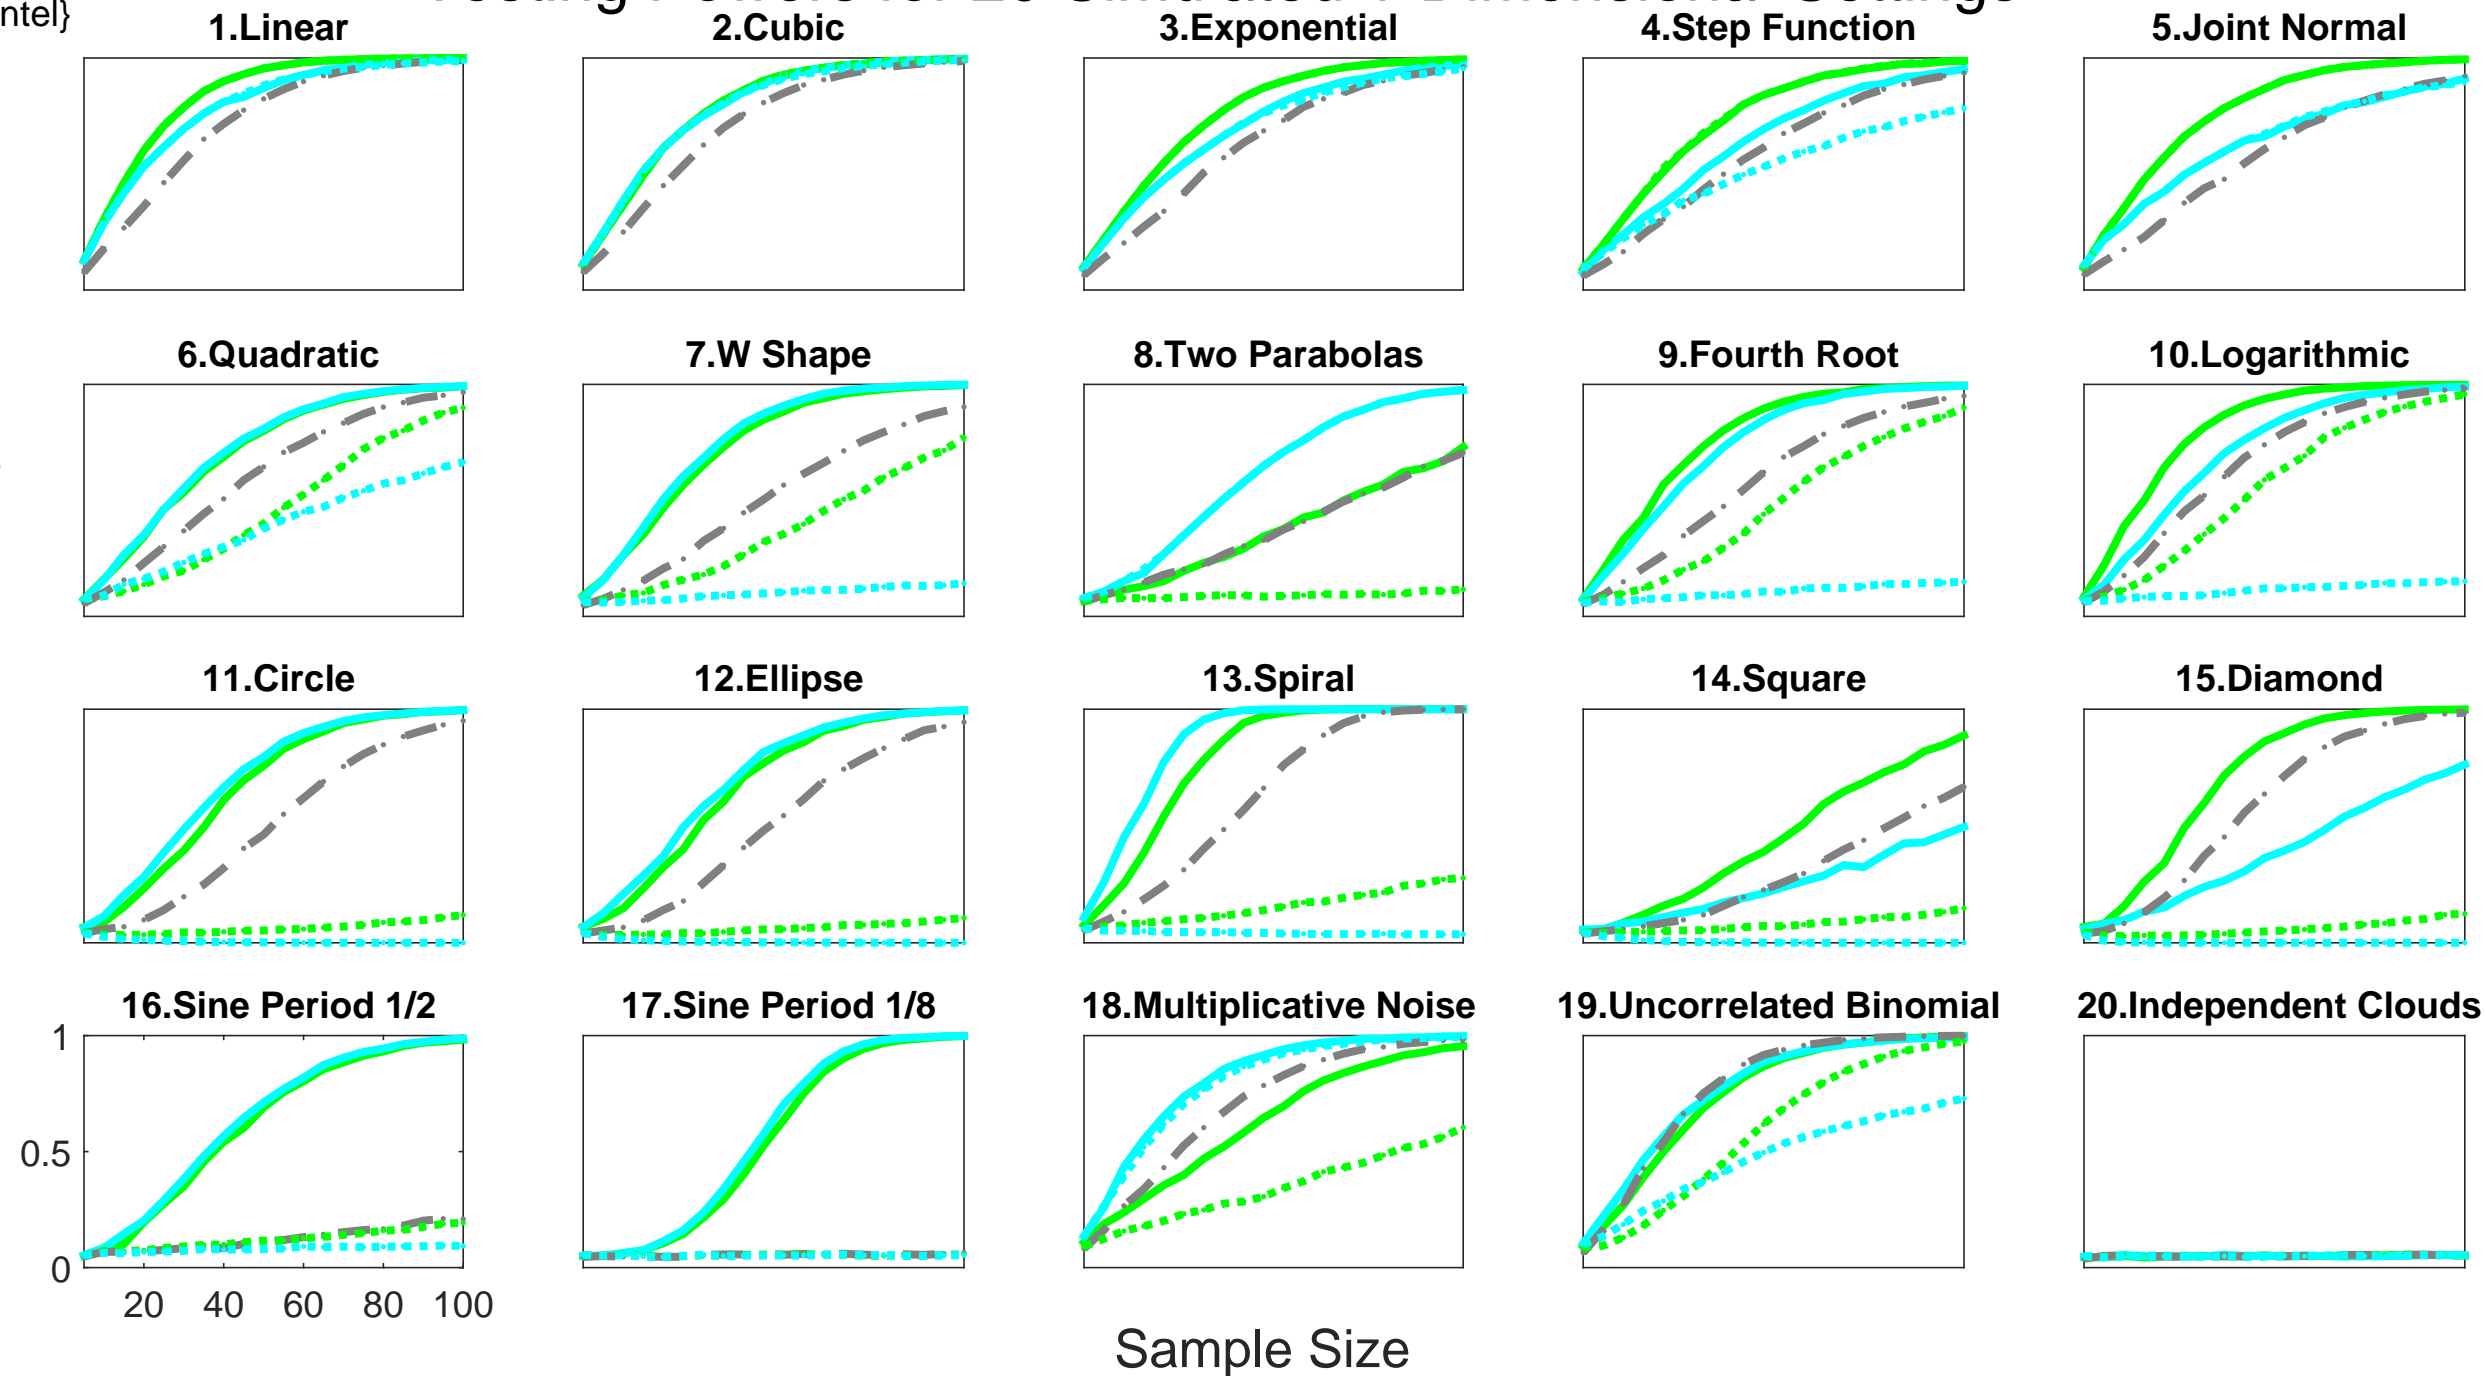 ntel}
1.Linear
2.Cubic
3.Exponential
4.Step Function
5.Joint Normal
6.Quadratic
7.W Shape
8.Two Parabolas
9.Fourth Root
10.Logarithmic
11.Circle
12.Ellipse
13.Spiral
14.Square
15.Diamond
16.Sine Period 1/2
17.Sine Period 1/8
18.Multiplicative Noise
19.Uncorrelated Binomial
20.Independent Clouds
1
0.5
0
20 40 60 80 100
Sample Size